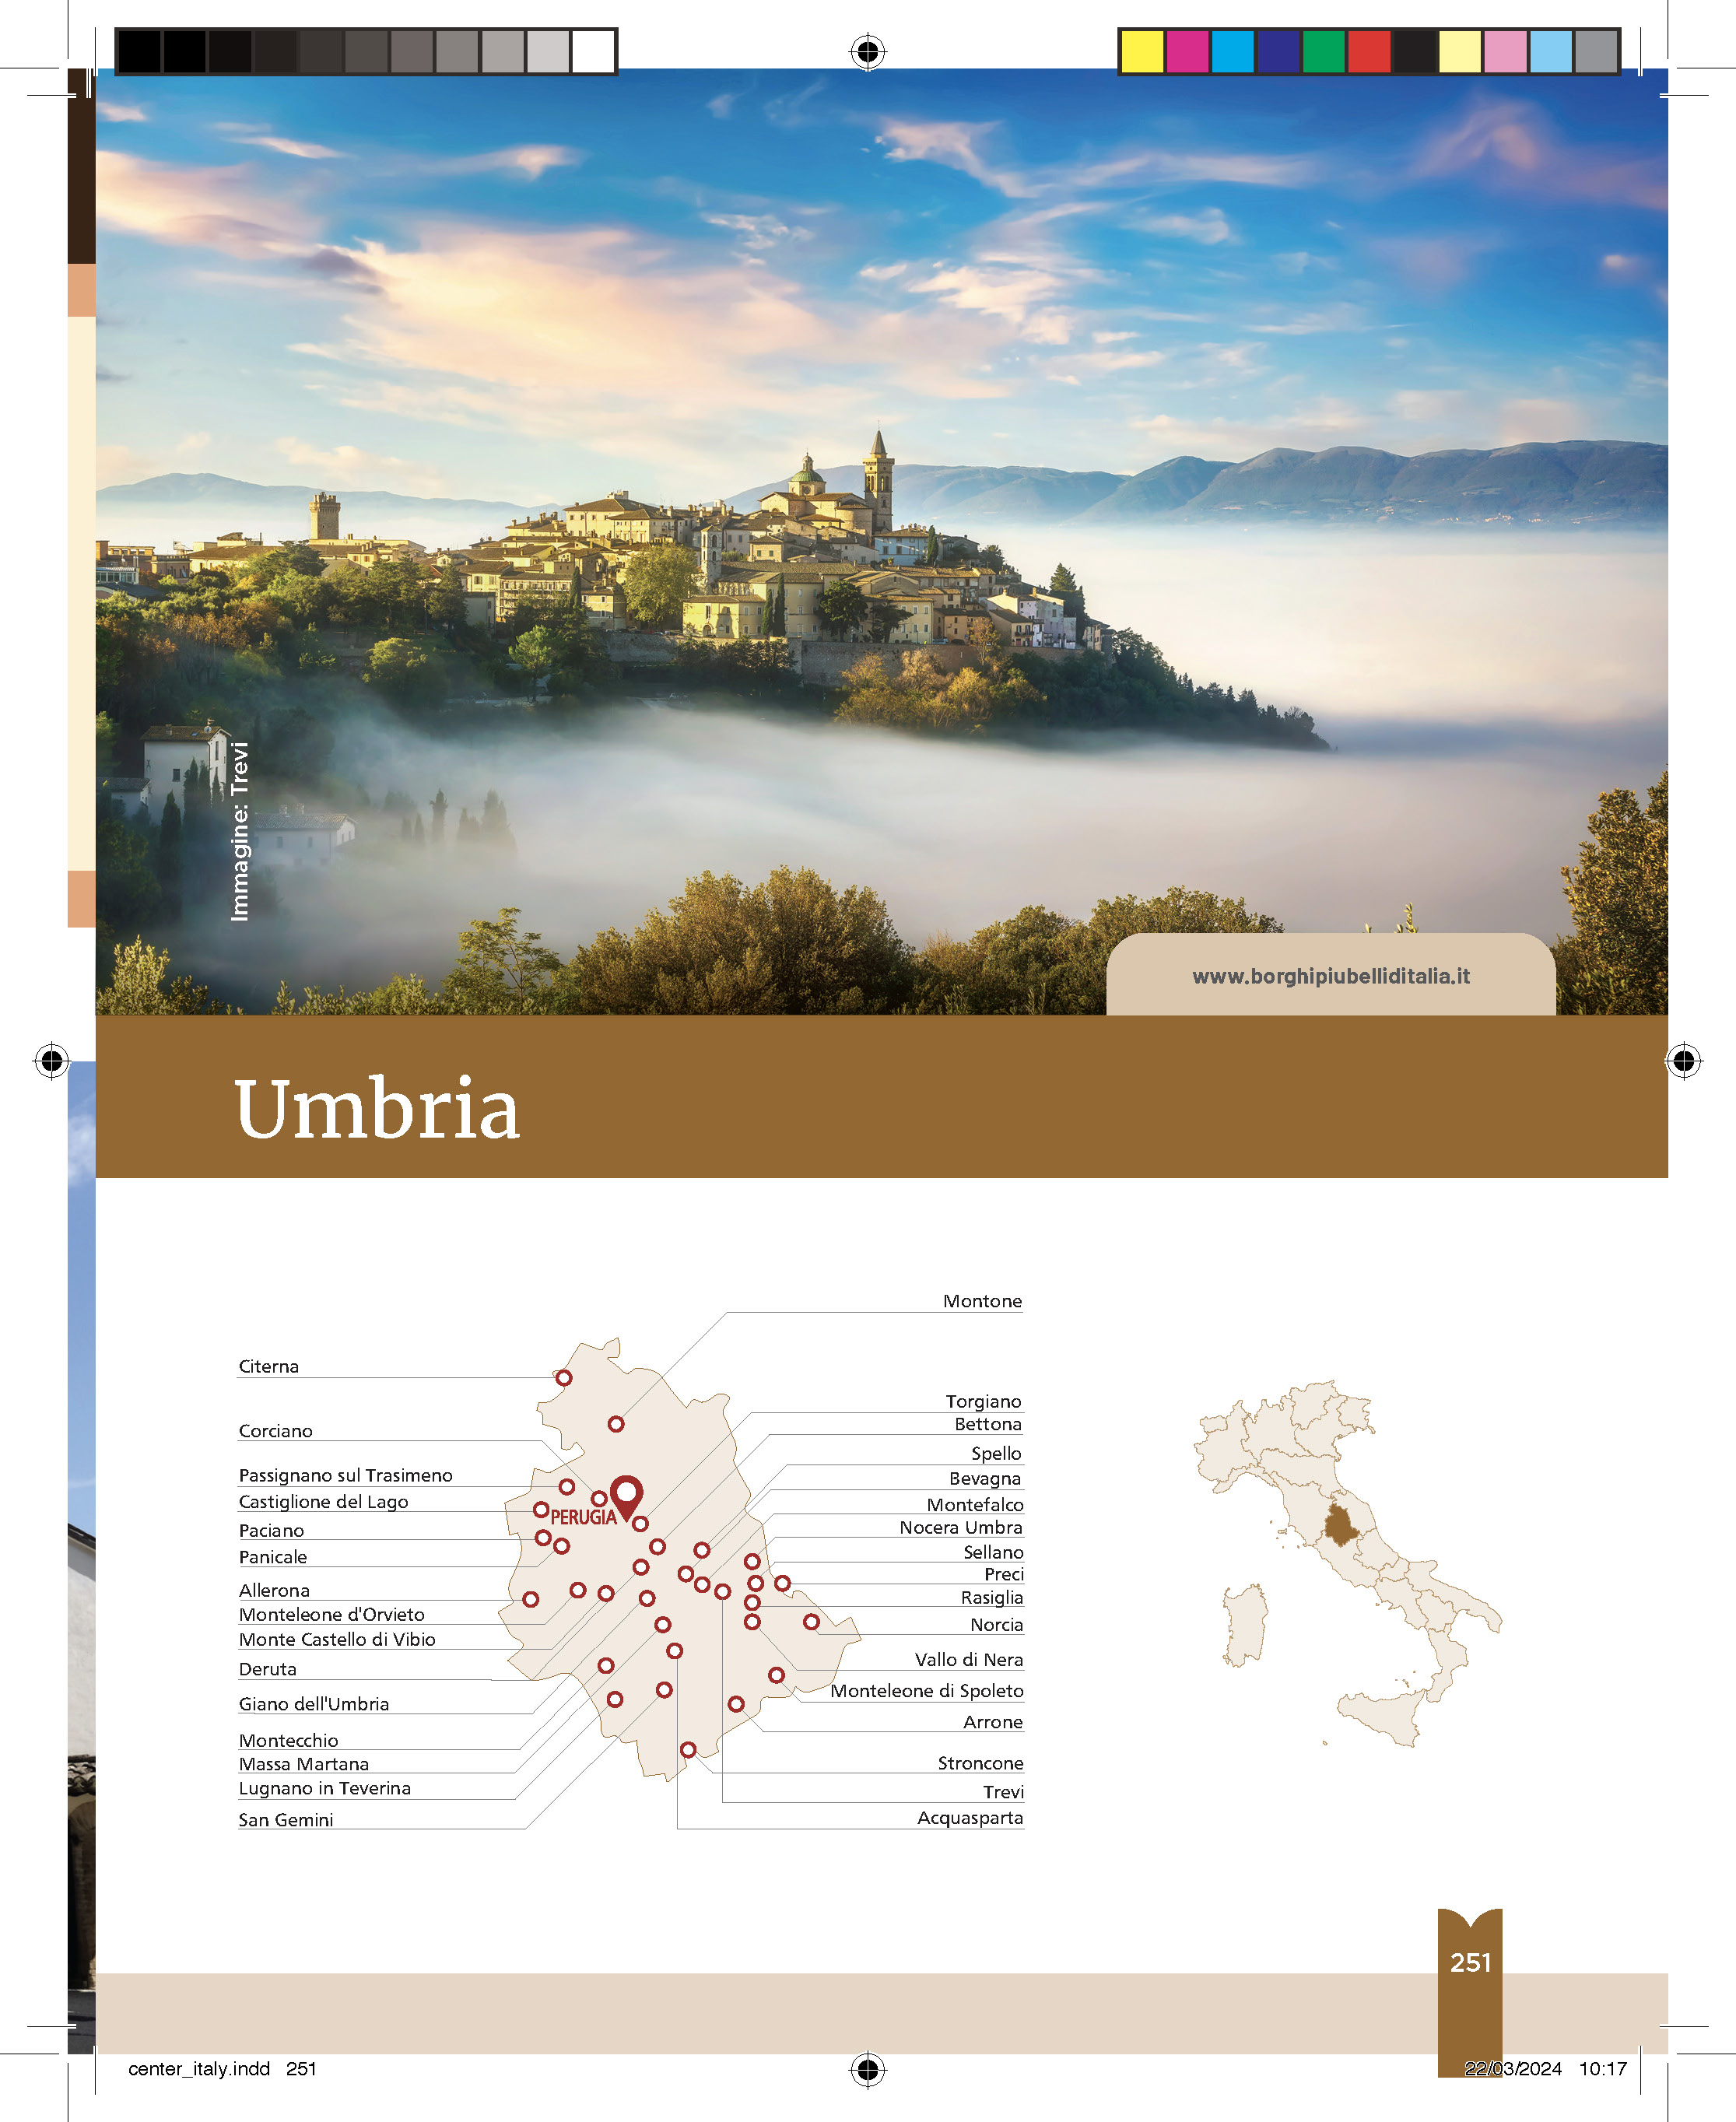 Immagine: Trevi
www.borghipiubelliditalia.it
Umbria
Montone
Citerna
Torgiano
Bettona
Corciano
Spello
Passignano sul Trasimeno
Bevagna
Castiglione del Lago
Montefalco
PERUGIA
Paciano
Nocera Umbra
Panicale
Sellano
Preci
Allerona
Rasiglia
Monteleone d'Orvieto
Norcia
Monte Castello di Vibio
Vallo di Nera
Deruta
Monteleone di Spoleto
Giano dell'Umbria
Arrone
Montecchio
Massa Martana
Stroncone
Lugnano in Teverina
Trevi
San Gemini
Acquasparta
251
center_italy.indd 251
22/03/2024 10:17